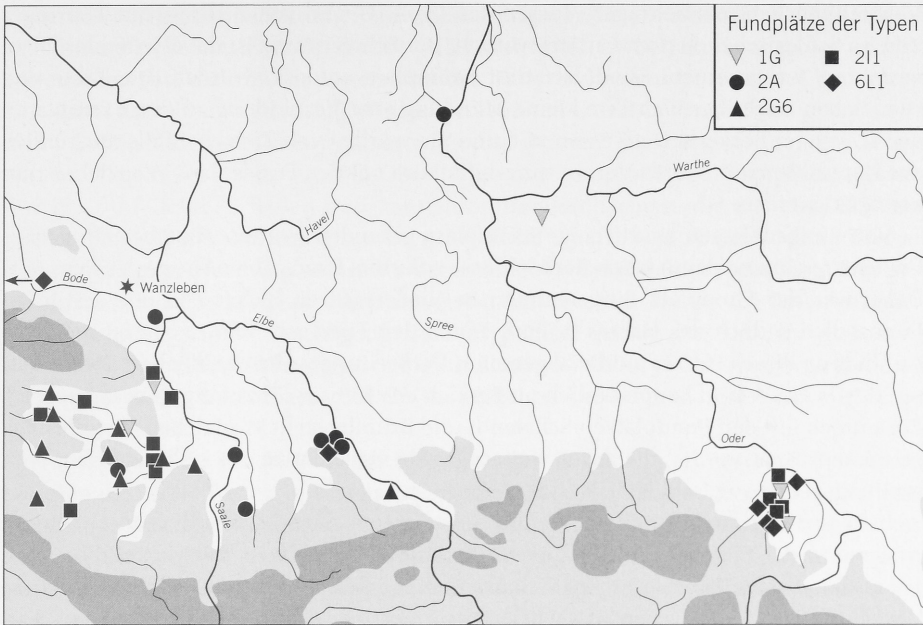 Fundplätze der Typen
1G
2I1
2A
6L1
2G6
Warthe
Havel
Bode
Wanzleben
Elbe
Spree
Oder
Saale